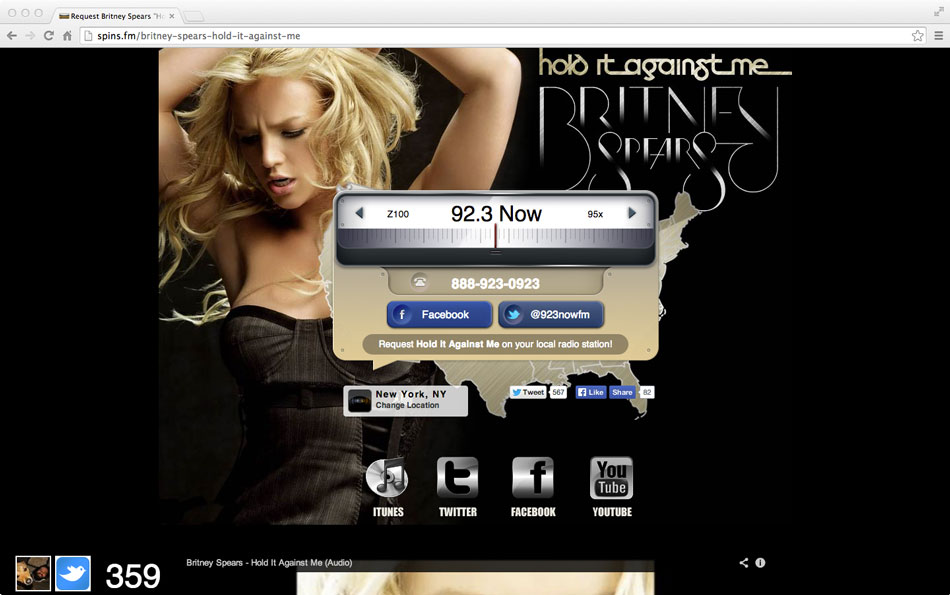 Request Britney Spears "Ho
spins.fm/britney-spears-hold-it-against-me
hold it against me
BRITNEY
SPEARS
Z100
92.3 Now
95x
888-923-0923
f Facebook
@923nowfm
Request Hold It Against Me on your local radio station!
New York, NY
Change Location
Tweet
567
Like
Share
82
ITUNES
TWITTER
FACEBOOK
You
Tube
YOUTUBE
359
Britney Spears - Hold It Against Me (Audio)